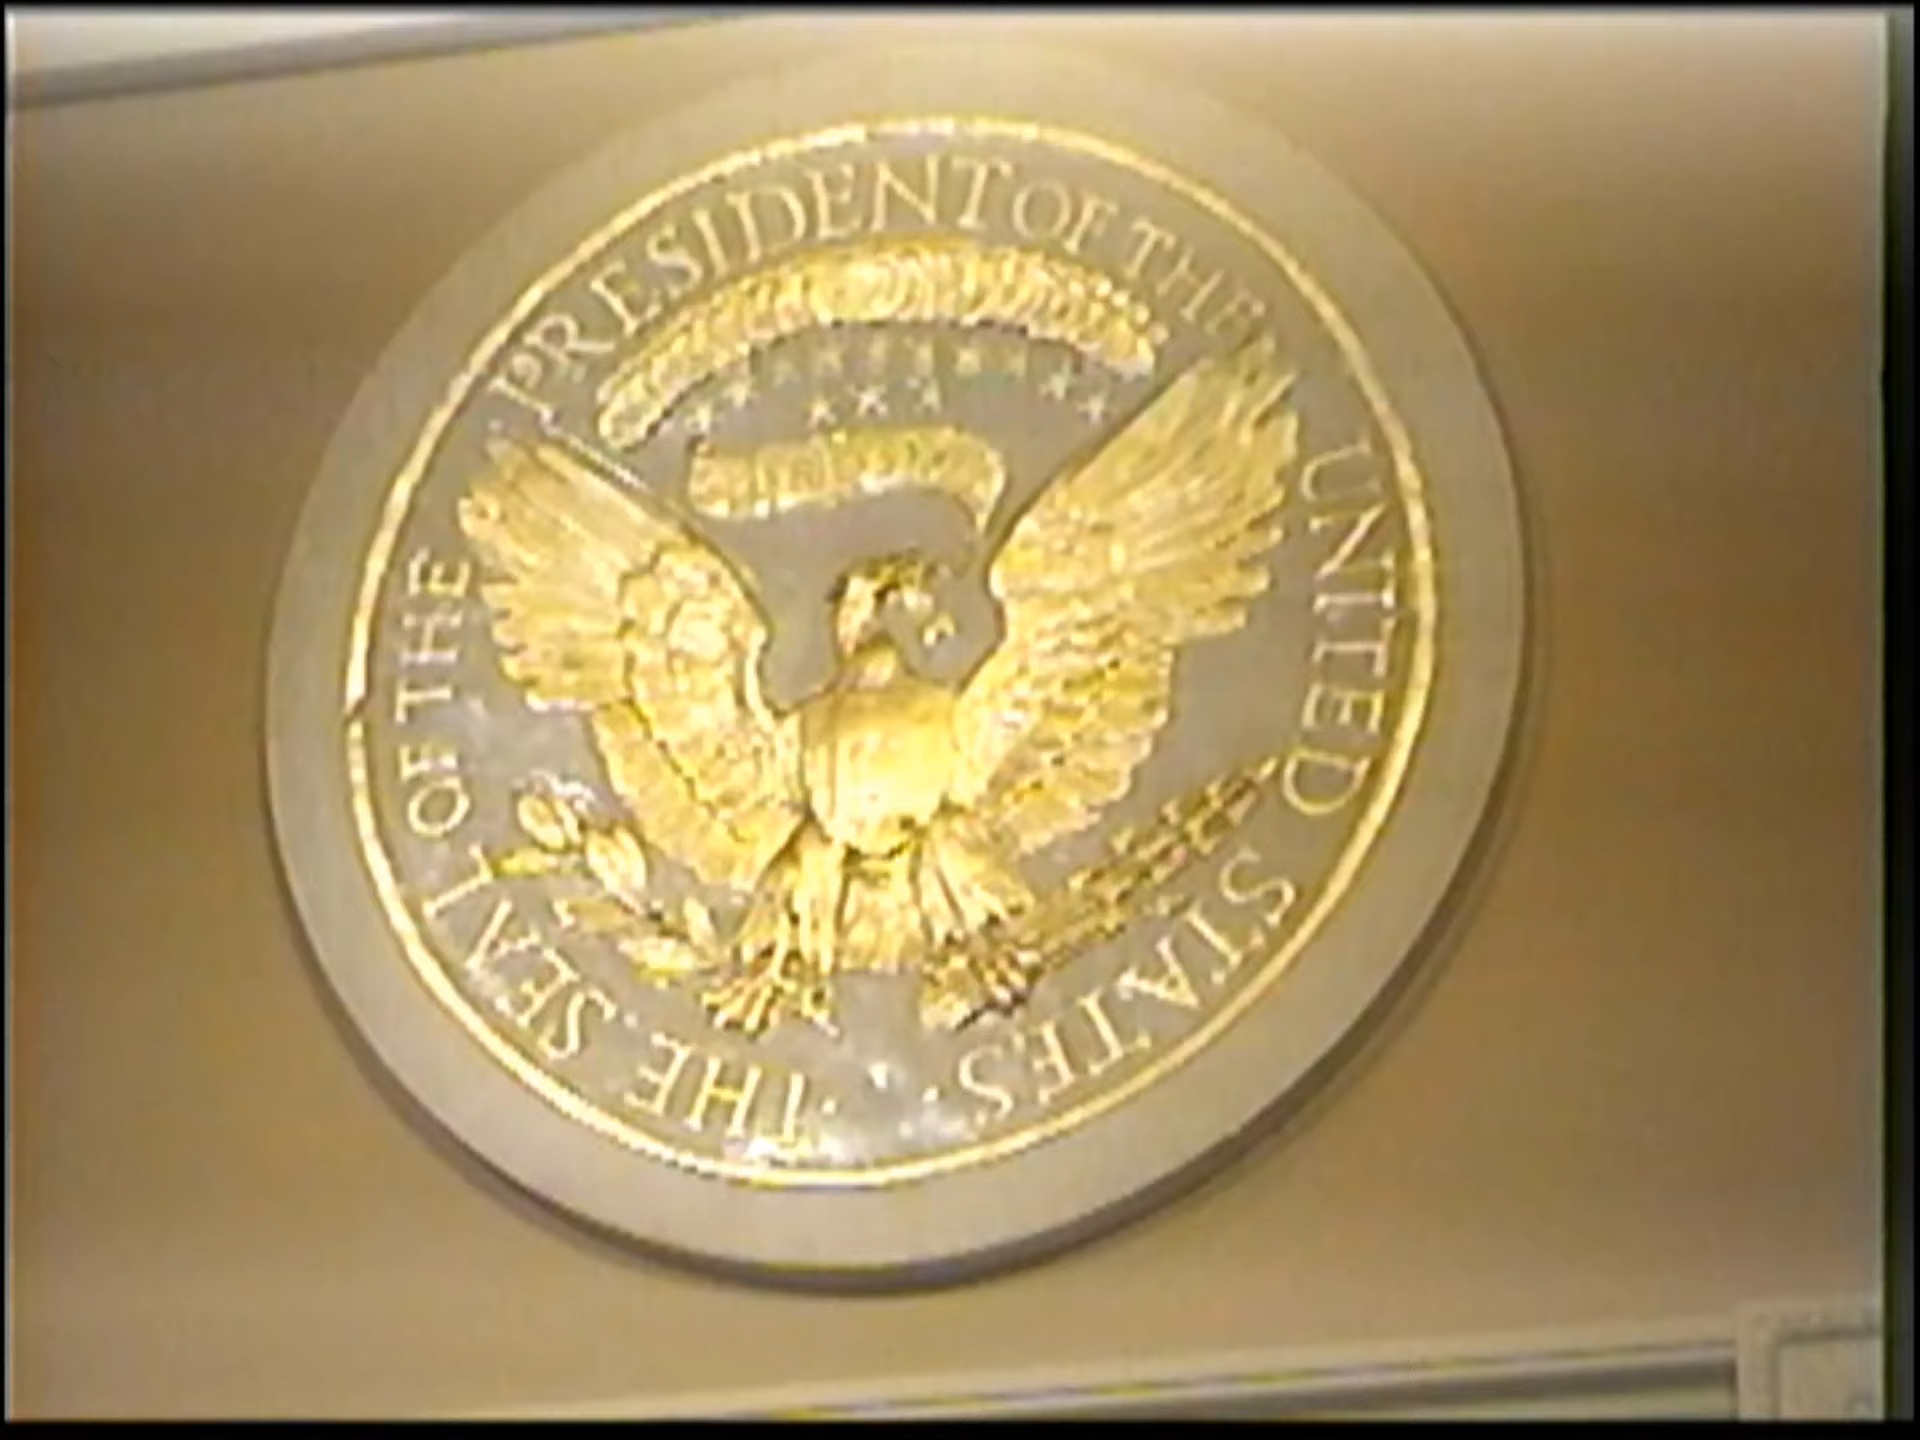 · THE SEAL OF THE PRESIDENT OF THE UNITED STATES ·